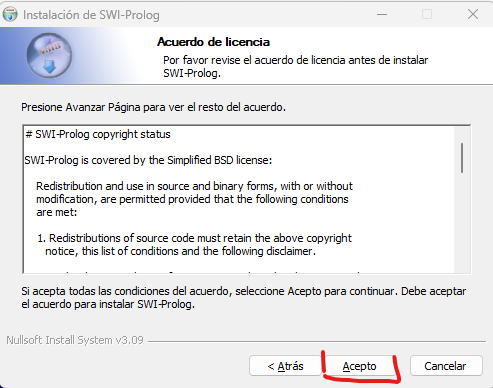 Instalación de SWI-Prolog
Acuerdo de licencia
Por favor revise el acuerdo de licencia antes de instalar
SWI-Prolog.
Presione Avanzar Página para ver el resto del acuerdo.
# SWI-Prolog copyright status
SWI-Prolog is covered by the Simplified BSD license:
Redistribution and use in source and binary forms, with or without
modification, are permitted provided that the following conditions
are met:
1. Redistributions of source code must retain the above copyright
notice, this list of conditions and the following disclaimer.
Si acepta todas las condiciones del acuerdo, seleccione Acepto para continuar. Debe aceptar
el acuerdo para instalar SWI-Prolog.
Nullsoft Install System v3.09
< Atrás
Acepto
Cancelar